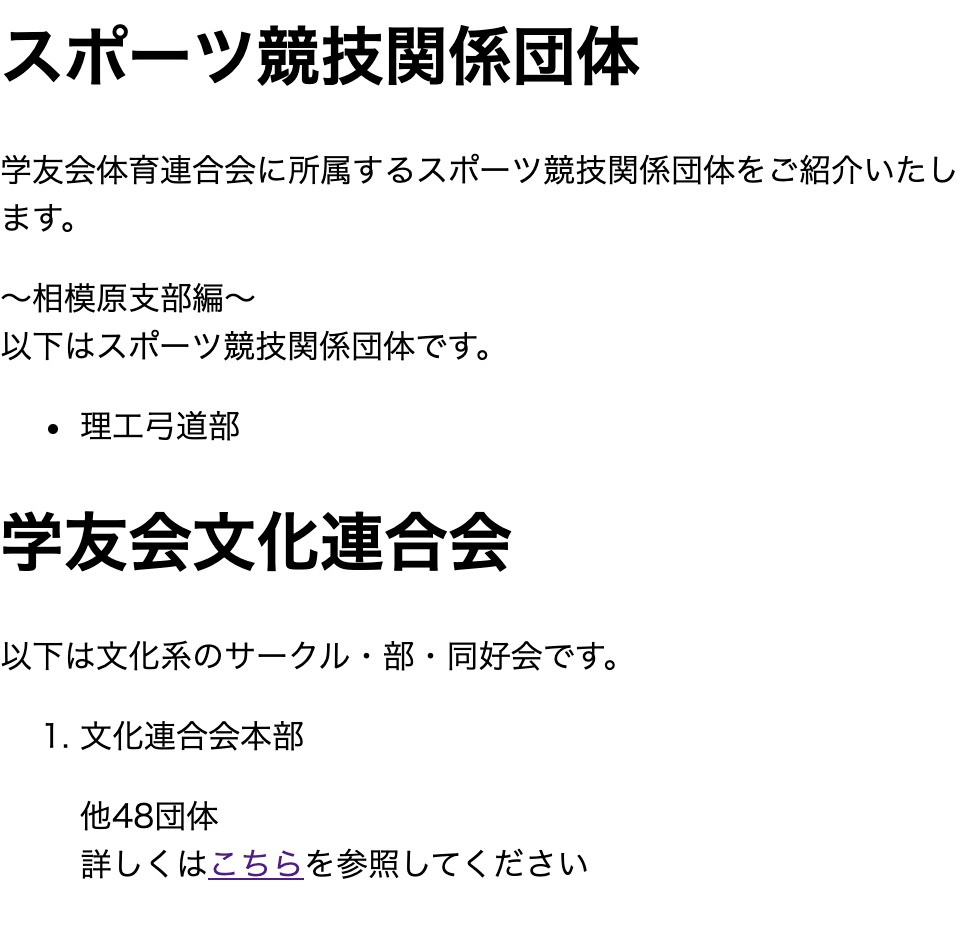 スポーツ競技関係団体
学友会体育連合会に所属するスポーツ競技関係団体をご紹介いたし
ます。
〜相模原支部編〜
以下はスポーツ競技関係団体です。
• 理工弓道部
学友会文化連合会
以下は文化系のサークル・部・同好会です。
1. 文化連合会本部
他48団体
詳しくはこちらを参照してください